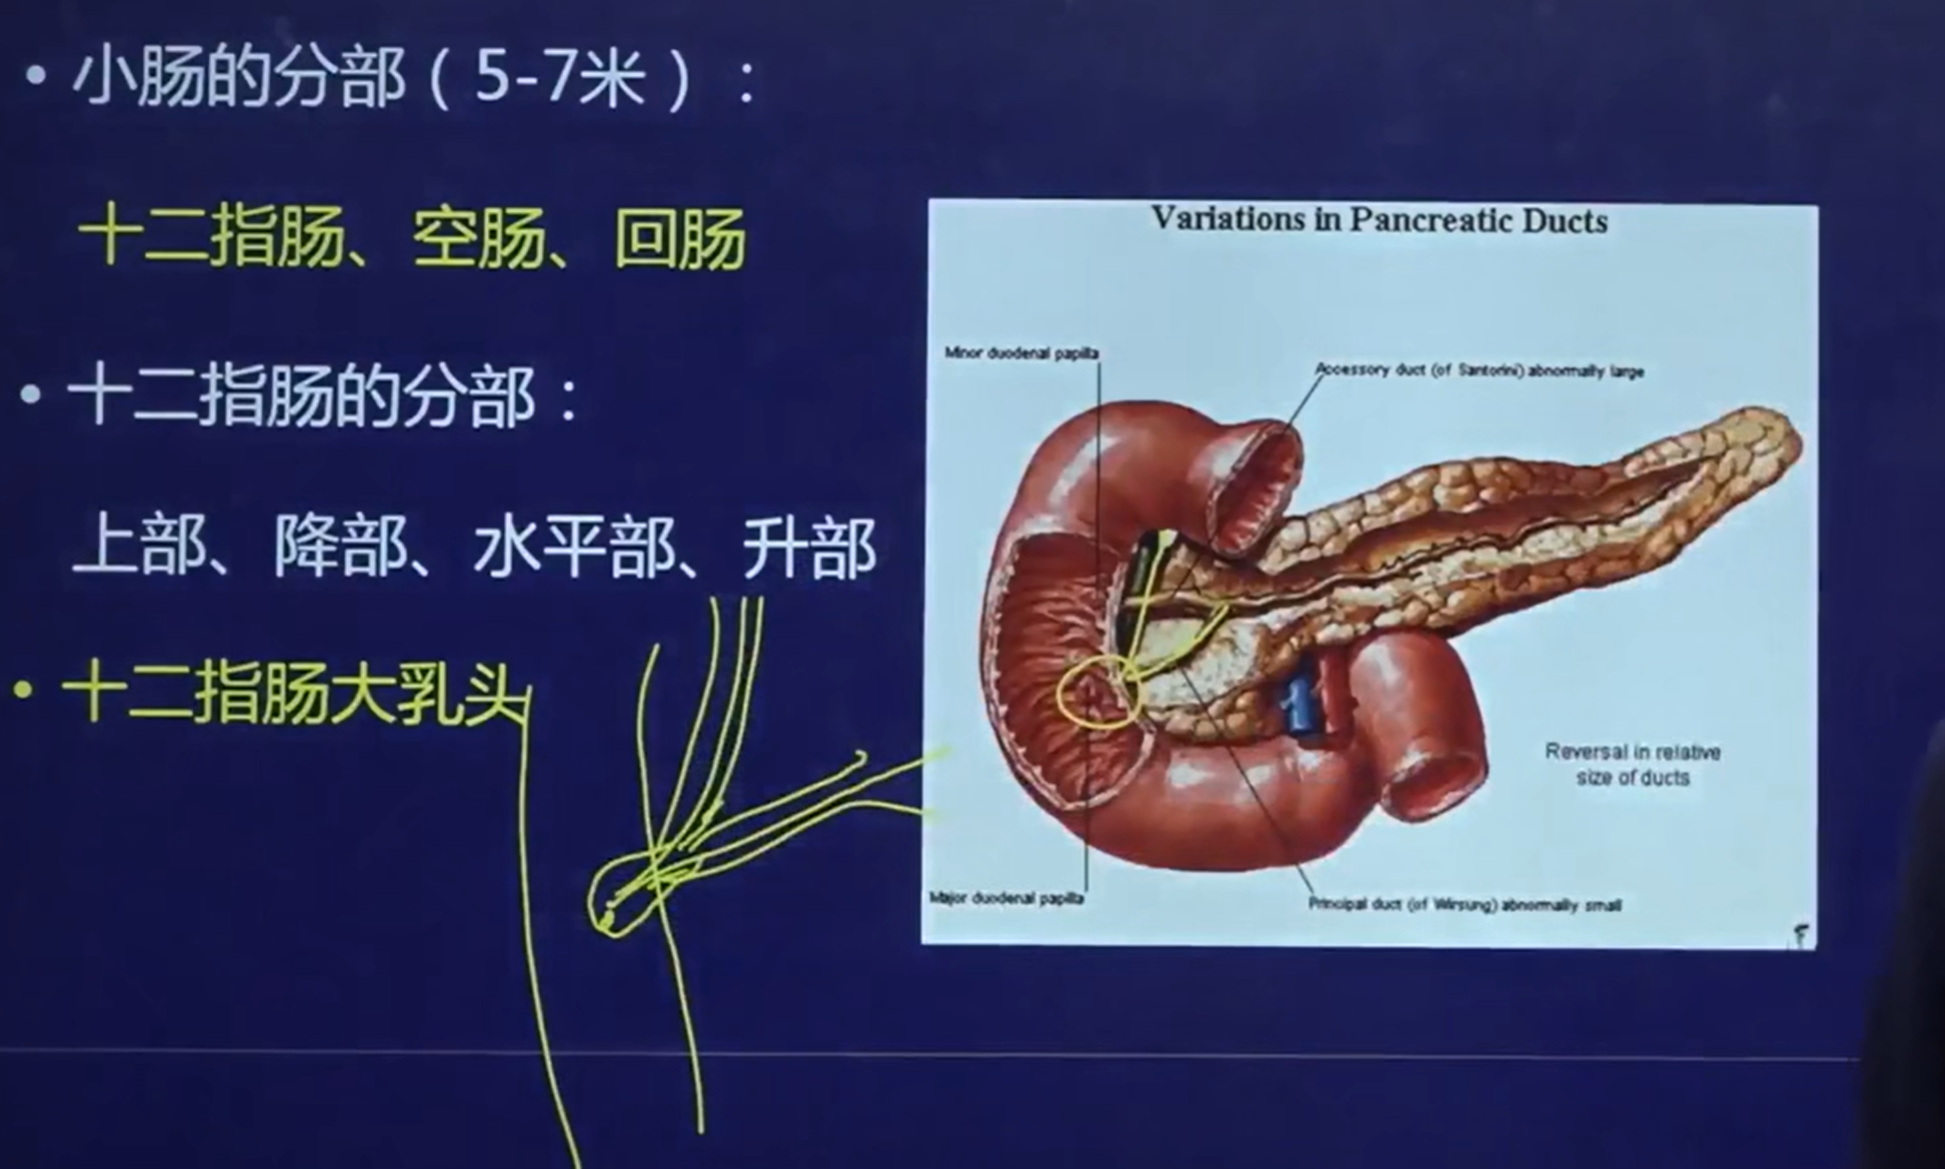 • 小肠的分部（5-7米）：
十二指肠、空肠、回肠
• 十二指肠的分部：
上部、降部、水平部、升部
• 十二指肠大乳头
Variations in Pancreatic Ducts
Minor duodenal papilla
Accessory duct (of Santorini) abnormally large
Reversal in relative
size of ducts
Major duodenal papilla
Principal duct (of Wirsung) abnormally small